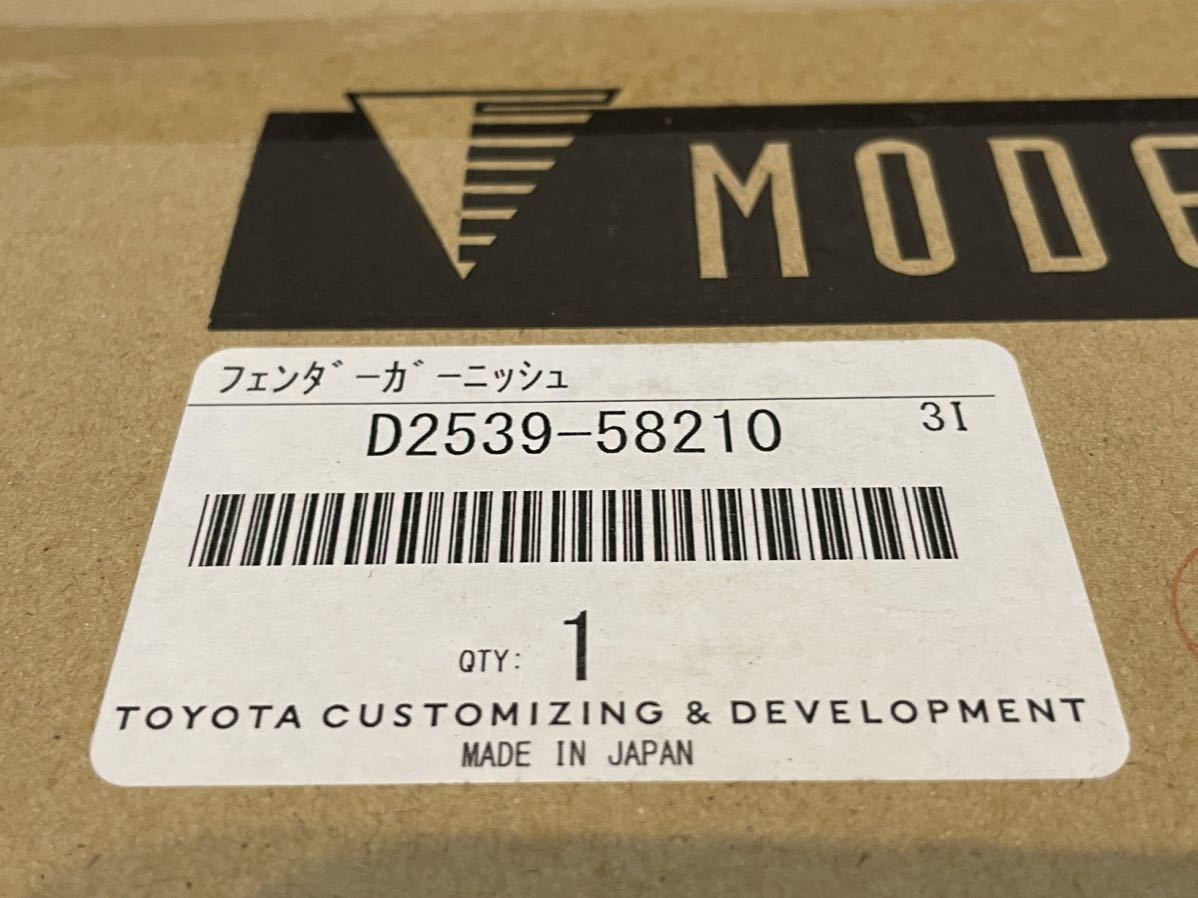 MODE
フェンダーガーニッシュ
D2539-58210 3I
QTY: 1
TOYOTA CUSTOMIZING & DEVELOPMENT
MADE IN JAPAN